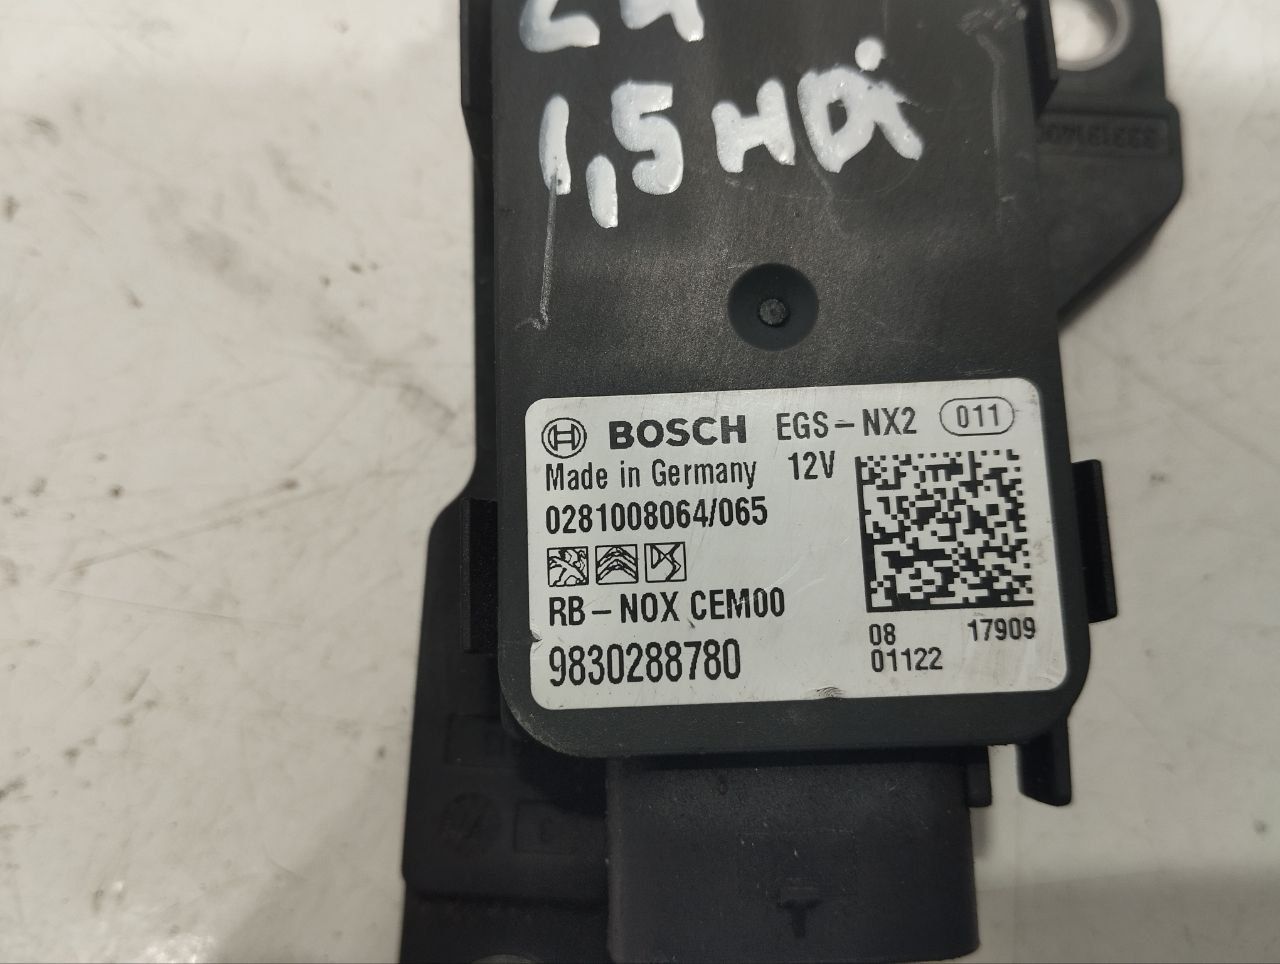 1,5 HDi
BOSCH EGS-NX2 011
Made in Germany 12V
0281008064/065
RB-NOX CEM00
9830288780
08 17909
01122